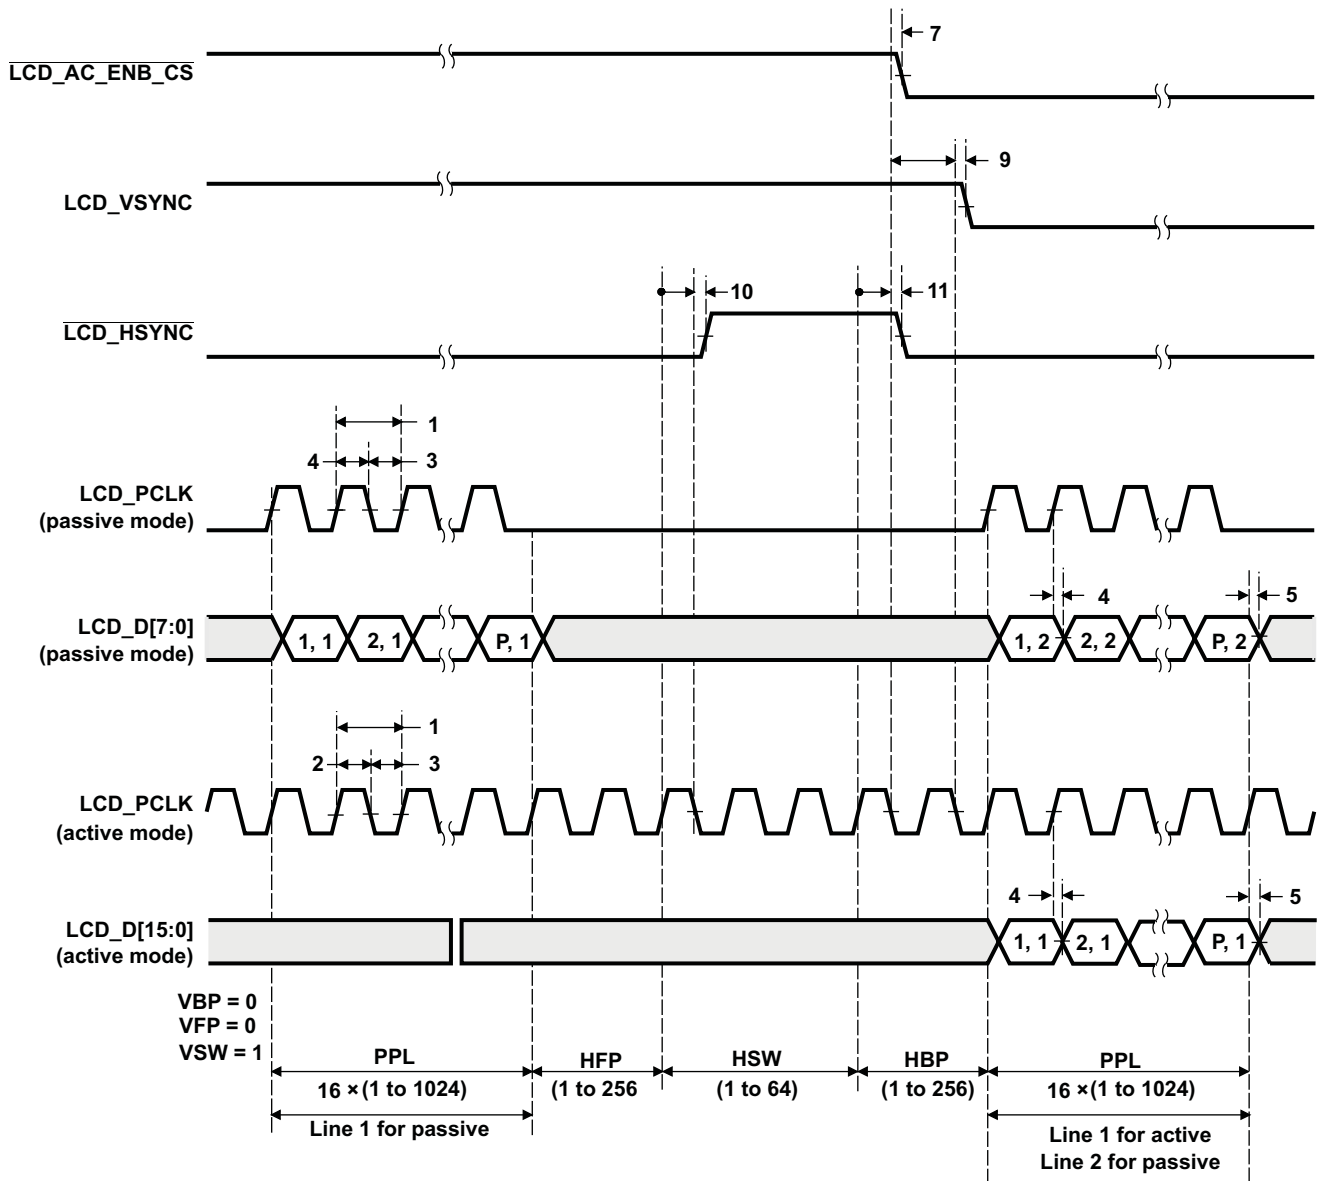 7
LCD_AC_ENB_CS
9
LCD_VSYNC
10
11
LCD_HSYNC
1
4
3
LCD_PCLK
(passive mode)
4
5
LCD_D[7:0]
(passive mode)
1, 1
2, 1
P, 1
1, 2
2, 2
P, 2
1
2
3
LCD_PCLK
(active mode)
4
5
LCD_D[15:0]
(active mode)
1, 1
2, 1
P, 1
VBP = 0
VFP = 0
VSW = 1
PPL
HFP
HSW
HBP
PPL
16 × (1 to 1024)
(1 to 256
(1 to 64)
(1 to 256)
16 × (1 to 1024)
Line 1 for passive
Line 1 for active
Line 2 for passive